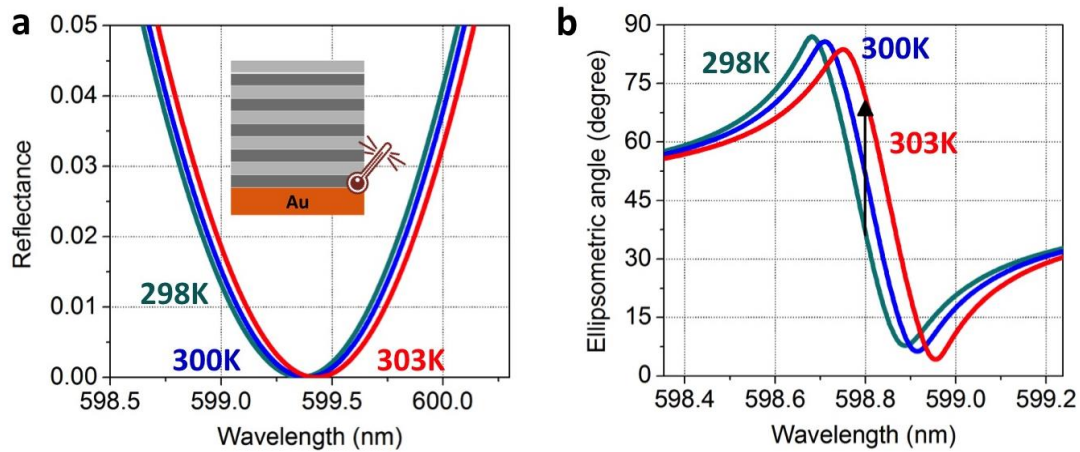 a
0.05
0.04
0.03
0.02
0.01
0.00
Reflectance
Au
298K
300K
303K
598.5
599.0
599.5
600.0
Wavelength (nm)
b
90
75
60
45
30
15
0
Ellipsometric angle (degree)
298K
300K
303K
598.4
598.6
598.8
599.0
599.2
Wavelength (nm)